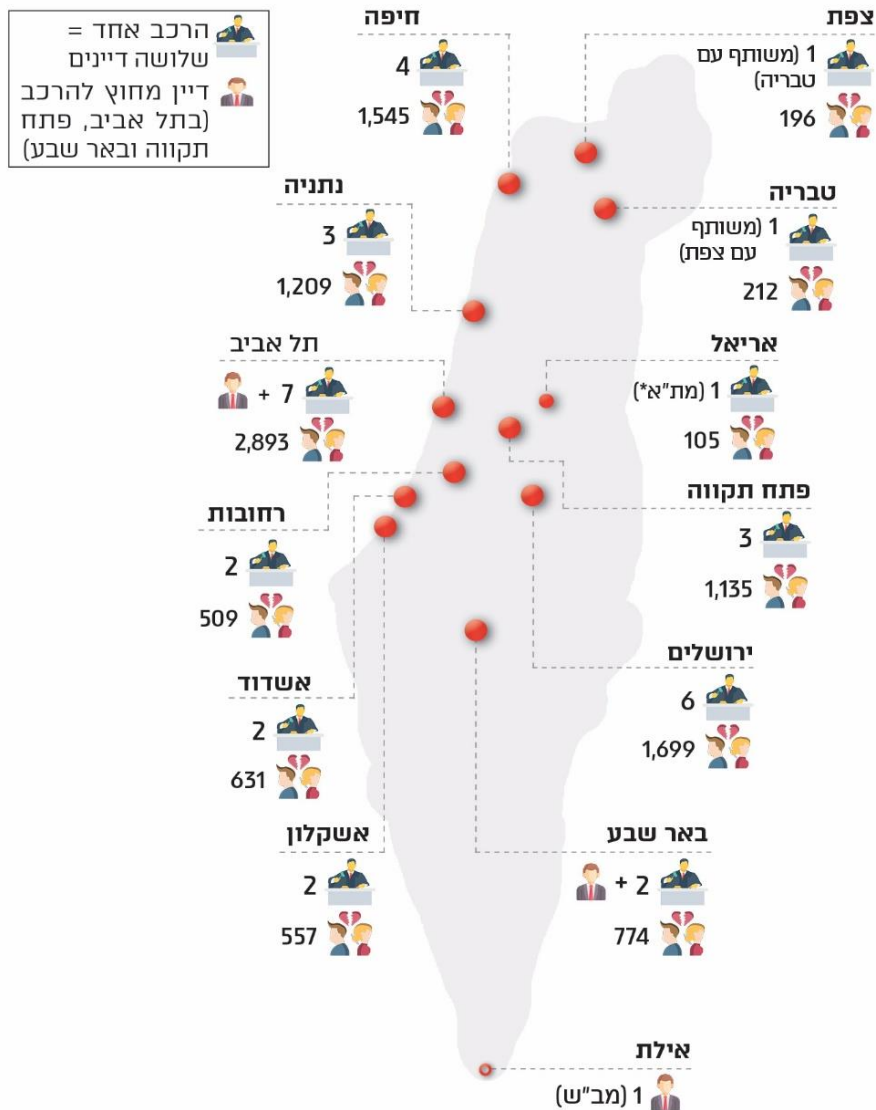 הרכב אחד =
שלושה דיינים
דיין מחוץ להרכב
(בתל אביב, פתח
תקווה ובאר שבע)
צפת
1 (משותף עם
טבריה)
196
חיפה
4
1,545
טבריה
1 (משותף
עם צפת)
212
נתניה
3
1,209
אריאל
1 (מת"א*)
105
תל אביב
7 +
2,893
פתח תקווה
3
1,135
רחובות
2
509
ירושלים
6
1,699
אשדוד
2
631
באר שבע
2 +
774
אשקלון
2
557
אילת
1 (מב"ש)